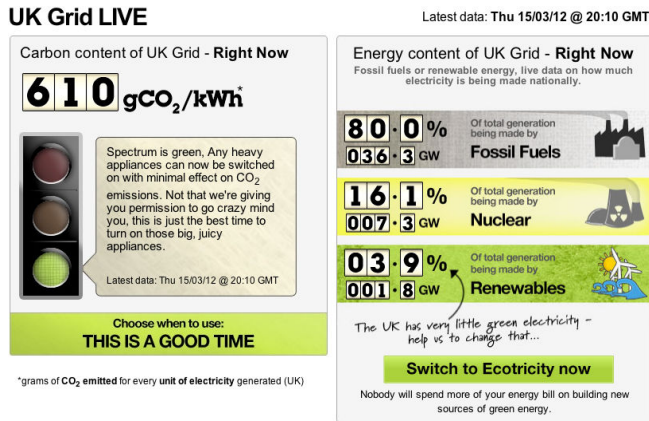 UK Grid LIVE
Latest data: Thu 15/03/12 @ 20:10 GMT
Carbon content of UK Grid - Right Now
610 gCO2/kWh*
Spectrum is green, Any heavy
appliances can now be switched
on with minimal effect on CO2
emissions. Not that we're giving
you permission to go crazy mind
you, this is just the best time to
turn on those big, juicy
appliances.
Latest data: Thu 15/03/12 @ 20:10 GMT
Choose when to use:
THIS IS A GOOD TIME
*grams of CO2 emitted for every unit of electricity generated (UK)
Energy content of UK Grid - Right Now
Fossil fuels or renewable energy, live data on how much
electricity is being made nationally.
80.0%
036.3 GW
Of total generation
being made by
Fossil Fuels
16.1%
007.3 GW
Of total generation
being made by
Nuclear
03.9%
001.8 GW
Of total generation
being made by
Renewables
The UK has very little green electricity –
help us to change that...
Switch to Ecotricity now
Nobody will spend more of your energy bill on building new
sources of green energy.